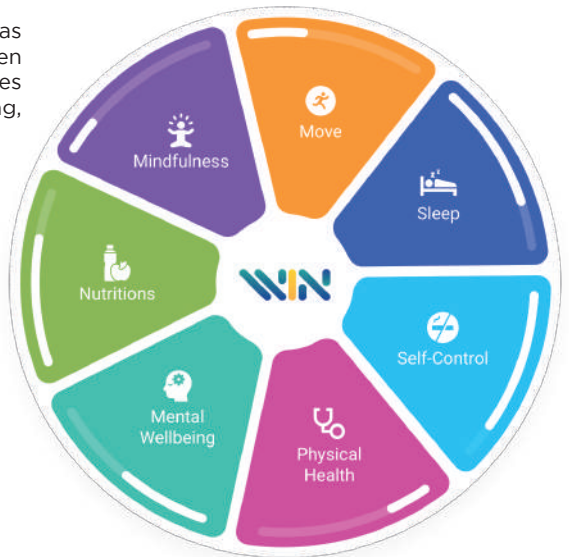 as
en
es
ng,
Move
Mindfulness
Sleep
Nutritions
WIN
Self-Control
Mental
Wellbeing
Physical
Health